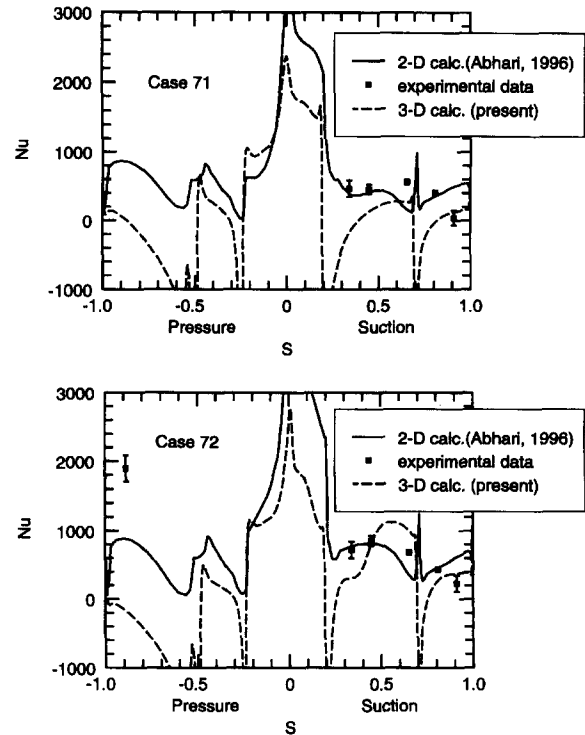 3000
2000
1000
0
-1000
Nu
Case 71
2-D calc.(Abhari, 1996)
experimental data
3-D calc. (present)
-1.0 -0.5 0 0.5 1.0
Pressure Suction
S
3000
2000
1000
0
-1000
Nu
Case 72
2-D calc.(Abhari, 1996)
experimental data
3-D calc. (present)
-1.0 -0.5 0 0.5 1.0
Pressure Suction
S